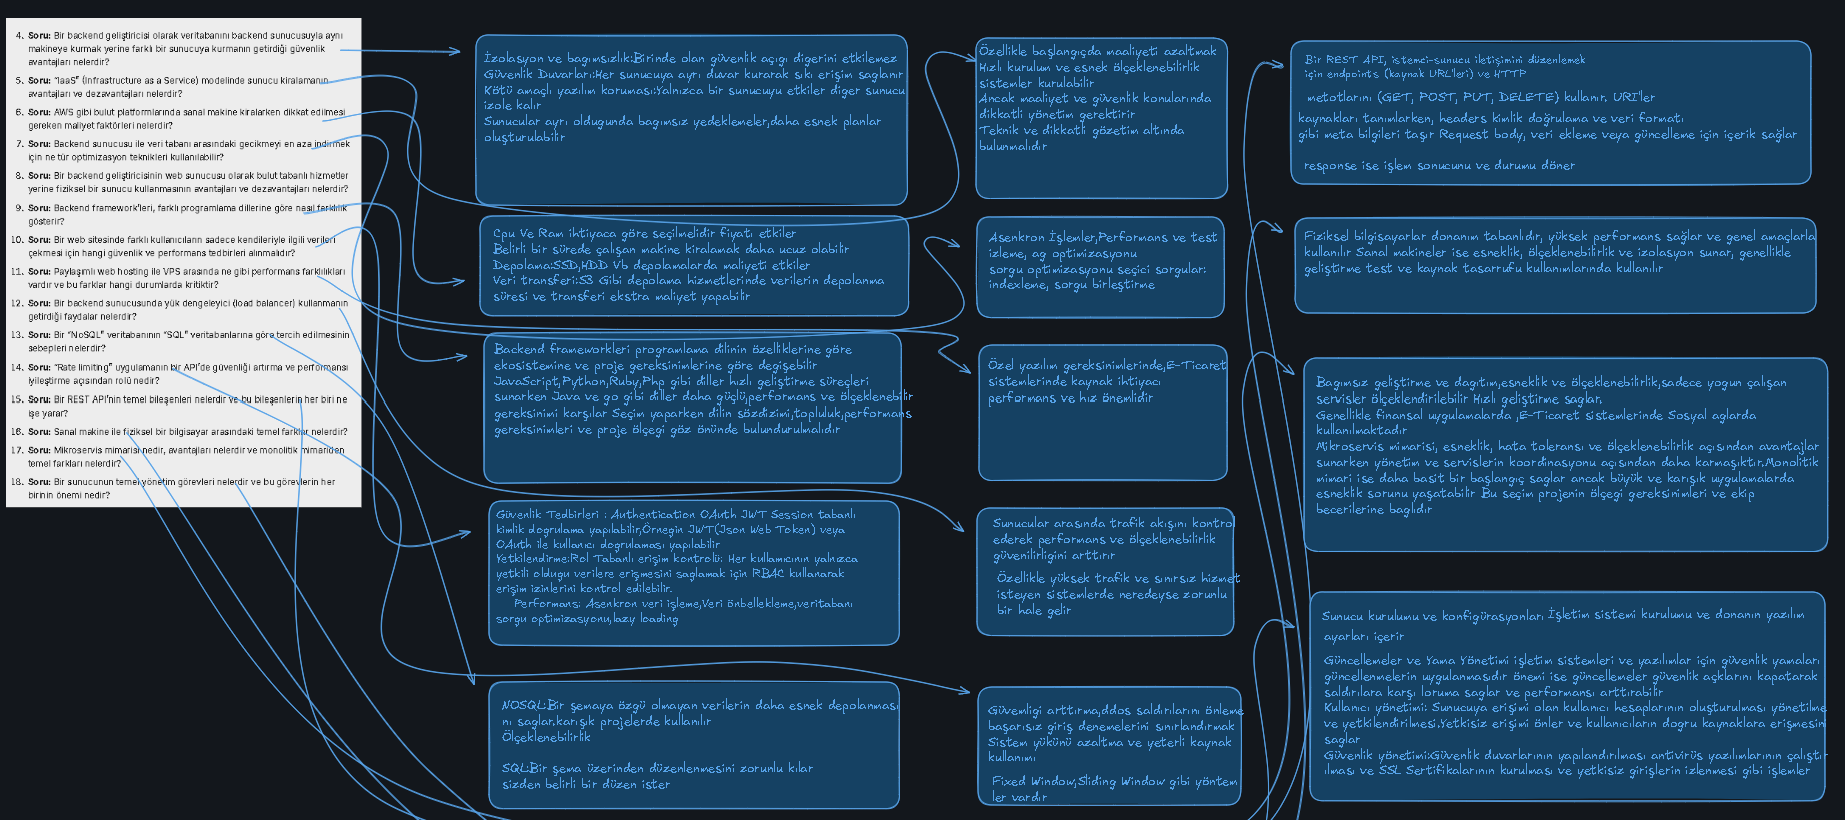 4. Soru: Bir backend geliştiricisi olarak veritabanını backend sunucusuyla aynı
makineye kurmak yerine farklı bir sunucuya kurmanın getirdiği güvenlik
avantajları nelerdir?
5. Soru: "IaaS" (Infrastructure as a Service) modelinde sunucu kiralamanın
avantajları ve dezavantajları nelerdir?
6. Soru: AWS gibi bulut platformlarında sanal makine kiralarken dikkat edilmesi
gereken maliyet faktörleri nelerdir?
7. Soru: Backend sunucusu ile veri tabanı arasındaki gecikmeyi en aza indirmek
için ne tür optimizasyon teknikleri kullanılabilir?
8. Soru: Bir backend geliştiricisinin web sunucusu olarak bulut tabanlı hizmetler
yerine fiziksel bir sunucu kullanmasının avantajları ve dezavantajları nelerdir?
9. Soru: Backend framework'leri, farklı programlama dillerine göre nasıl farklılık
gösterir?
10. Soru: Bir web sitesinde farklı kullanıcıların sadece kendileriyle ilgili verileri
çekmesi için hangi güvenlik ve performans tedbirleri alınmalıdır?
11. Soru: Paylaşımlı web hosting ile VPS arasında ne gibi performans farklılıkları
vardır ve bu farklar hangi durumlarda kritiktir?
12. Soru: Bir backend sunucusunda yük dengeleyici (load balancer) kullanmanın
getirdiği faydalar nelerdir?
13. Soru: Bir "NoSQL" veritabanının "SQL" veritabanlarına göre tercih edilmesinin
sebepleri nelerdir?
14. Soru: "Rate limiting" uygulamanın bir API'de güvenliği artırma ve performansı
iyileştirme açısından rolü nedir?
15. Soru: Bir REST API'nin temel bileşenleri nelerdir ve bu bileşenlerin her biri ne
işe yarar?
16. Soru: Sanal makine ile fiziksel bir bilgisayar arasındaki temel farklar nelerdir?
17. Soru: Mikroservis mimarisi nedir, avantajları nelerdir ve monolitik mimariden
temel farkları nelerdir?
18. Soru: Bir sunucunun temel yönetim görevleri nelerdir ve bu görevlerin her
birinin önemi nedir?
İzolasyon ve bagımsızlık:Birinde olan güvenlik açıgı digerini etkilemez
Güvenlik Duvarları:Her sunucuya ayrı duvar kurarak sıkı erişim saglanır
Kötü amaçlı yazılım koruması:Yalnızca bir sunucuyu etkiler diger sunucu
izole kalır
Sunucular ayrı oldugunda bagımsız yedeklemeler,daha esnek planlar
oluşturulabilir
Cpu Ve Ram ihtiyaca göre seçilmelidir fiyatı etkiler
Belirli bir sürede çalışan makine kiralamak daha ucuz olabilir
Depolama:SSD,HDD Vb depolamalarda maliyeti etkiler
Veri transferi:S3 Gibi depolama hizmetlerinde verilerin depolanma
süresi ve transferi ekstra maliyet yapabilir
Backend frameworkleri programlama dilinin özelliklerine göre
ekosistemine ve proje gereksinimlerine göre degişebilir
JavaScript,Python,Ruby,Php gibi diller hızlı geliştirme süreçleri
sunarken Java ve go gibi diller daha güçlü,performans ve ölçeklenebilir
gereksinimi karşılar Seçim yaparken dilin sözdizimi,topluluk,performans
gereksinimleri ve proje ölçegi göz önünde bulundurulmalıdır
Güvenlik Tedbirleri : Authentication OAuth JWT Session tabanlı
kimlik dogrulama yapılabilir,Örnegin JWT(Json Web Token) veya
OAuth ile kullanıcı dogrulaması yapılabilir
Yetkilendirme:Rol Tabanlı erişim kontrolü: Her kullanıcının yalnızca
yetkili oldugu verilere erişmesini saglamak için RBAC kullanarak
erişim izinlerini kontrol edilebilir.
Performans: Asenkron veri işleme,Veri önbellekleme,veritabanı
sorgu optimizasyonu,lazy loading
NOSQL:Bir şemaya özgü olmayan verilerin daha esnek depolanması
nı saglar.karışık projelerde kullanılır
Ölçeklenebilirlik
SQL:Bir şema üzerinden düzenlenmesini zorunlu kılar
sizden belirli bir düzen ister
Özellikle başlangıçda maaliyeti azaltmak
Hızlı kurulum ve esnek ölçeklenebilirlik
sistemler kurulabilir
Ancak maaliyet ve güvenlik konularında
dikkatli yönetim gerektirir
Teknik ve dikkatli gözetim altında
bulunmalıdır
Asenkron İşlemler,Performans ve test
izleme, ag optimizasyonu
sorgu optimizasyonu seçici sorgular:
indexleme, sorgu birleştirme
Özel yazılım gereksinimlerinde,E-Ticaret
sistemlerinde kaynak ihtiyacı
performans ve hız önemlidir
Sunucular arasında trafik akışını kontrol
ederek performans ve ölçeklenebilirlik
güvenilirligini arttırır
Özellikle yüksek trafik ve sınırsız hizmet
isteyen sistemlerde neredeyse zorunlu
bir hale gelir
Güvenligi arttırma,ddos saldırılarını önleme
başarısız giriş denemelerini sınırlandırmak
Sistem yükünü azaltma ve yeterli kaynak
kullanımı
Fixed Window,Sliding Window gibi yöntem
ler vardır
Bir REST API, istemci-sunucu iletişimini düzenlemek
için endpoints (kaynak URL'leri) ve HTTP
metotlarını (GET, POST, PUT, DELETE) kullanır. URI'ler
kaynakları tanımlarken, headers kimlik doğrulama ve veri formatı
gibi meta bilgileri taşır Request body, veri ekleme veya güncelleme için içerik sağlar
response ise işlem sonucunu ve durumu döner
Fiziksel bilgisayarlar donanım tabanlıdır, yüksek performans sağlar ve genel amaçlarla
kullanılır Sanal makineler ise esneklik, ölçeklenebilirlik ve izolasyon sunar, genellikle
geliştirme test ve kaynak tasarrufu kullanımlarında kullanılır
Bagımsız geliştirme ve dagıtım,esneklik ve ölçeklenebilirlik,sadece yogun çalışan
servisler ölçeklendirilebilir Hızlı geliştirme saglar.
Genellikle finansal uygulamalarda ,E-Ticaret sistemlerinde Sosyal aglarda
kullanılmaktadır
Mikroservis mimarisi, esneklik, hata toleransı ve ölçeklenebilirlik açısından avantajlar
sunarken yönetim ve servislerin koordinasyonu açısından daha karmaşıktır.Monolitik
mimari ise daha basit bir başlangıç saglar ancak büyük ve karışık uygulamalarda
esneklik sorunu yaşatabilir Bu seçim projenin ölçegi gereksinimleri ve ekip
becerilerine baglıdır
Sunucu kurulumu ve konfigürasyonları İşletim sistemi kurulumu ve donanın yazılım
ayarları içerir
Güncellemeler ve Yama Yönetimi işletim sistemleri ve yazılımlar için güvenlik yamaları
güncellenmelerin uygulanmasıdır önemi ise güncellemeler güvenlik açıklarını kapatarak
saldırılara karşı loruma saglar ve performansı arttırabilir
Kullanıcı yönetimi: Sunucuya erişimi olan kullanıcı hesaplarının oluşturulması yönetilme
ve yetkilendirilmesi.Yetkisiz erişimi önler ve kullanıcıların dogru kaynaklara erişmesini
saglar
Güvenlik yönetimi:Güvenlik duvarlarının yapılandırılması antivirüs yazılımlarının çalıştır
ılması ve SSL Sertifikalarının kurulması ve yetkisiz girişlerin izlenmesi gibi işlemler